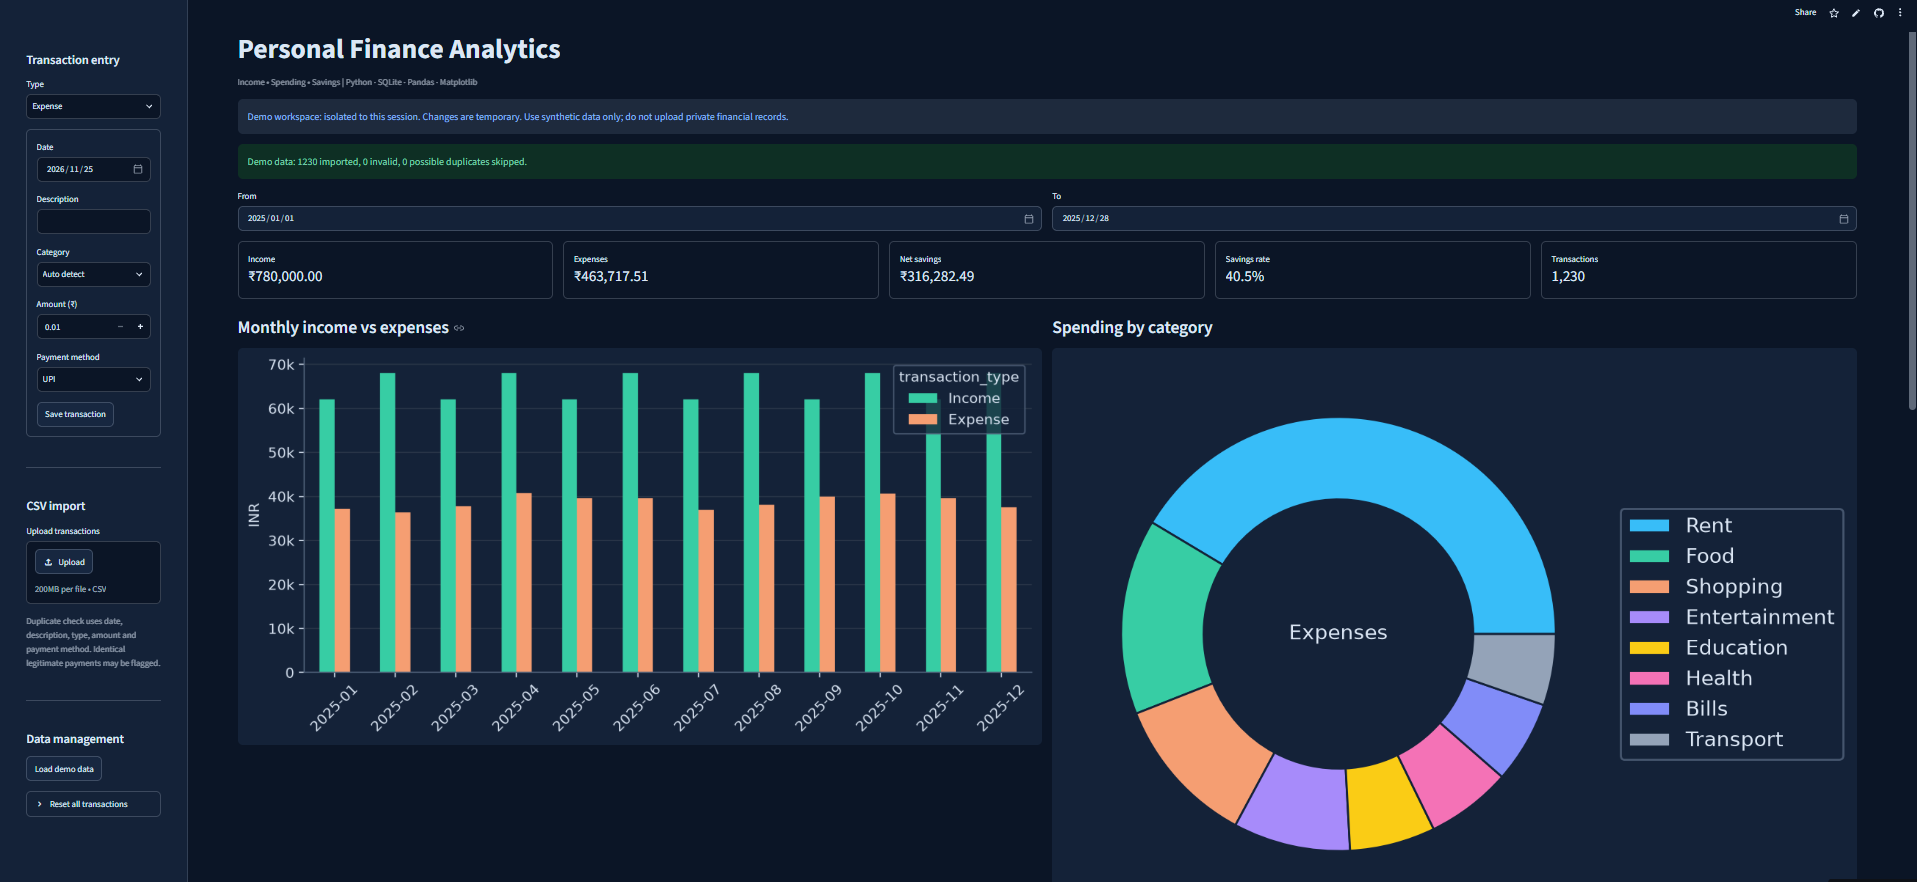 Share
Transaction entry
Type
Expense
Date
2026/11/25
Description
Category
Auto detect
Amount (₹)
0.01
Payment method
UPI
Save transaction
CSV import
Upload transactions
Upload
200MB per file • CSV
Duplicate check uses date,
description, type, amount and
payment method. Identical
legitimate payments may be flagged.
Data management
Load demo data
Reset all transactions
Personal Finance Analytics
Income • Spending • Savings | Python · SQLite · Pandas · Matplotlib
Demo workspace: isolated to this session. Changes are temporary. Use synthetic data only; do not upload private financial records.
Demo data: 1230 imported, 0 invalid, 0 possible duplicates skipped.
From
2025/01/01
To
2025/12/28
Income
₹780,000.00
Expenses
₹463,717.51
Net savings
₹316,282.49
Savings rate
40.5%
Transactions
1,230
Monthly income vs expenses
70k
60k
50k
40k
30k
20k
10k
0
INR
transaction_type
Income
Expense
2025-01
2025-02
2025-03
2025-04
2025-05
2025-06
2025-07
2025-08
2025-09
2025-10
2025-11
2025-12
Spending by category
Expenses
Rent
Food
Shopping
Entertainment
Education
Health
Bills
Transport